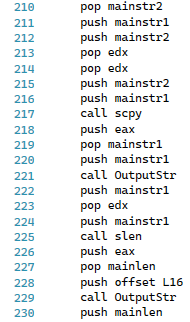 210 pop mainstr2
211 push mainstr1
212 push mainstr2
213 pop edx
214 pop edx
215 push mainstr2
216 push mainstr1
217 call scpy
218 push eax
219 pop mainstr1
220 push mainstr1
221 call OutputStr
222 push mainstr1
223 pop edx
224 push mainstr1
225 call slen
226 push eax
227 pop mainlen
228 push offset L16
229 call OutputStr
230 push mainlen